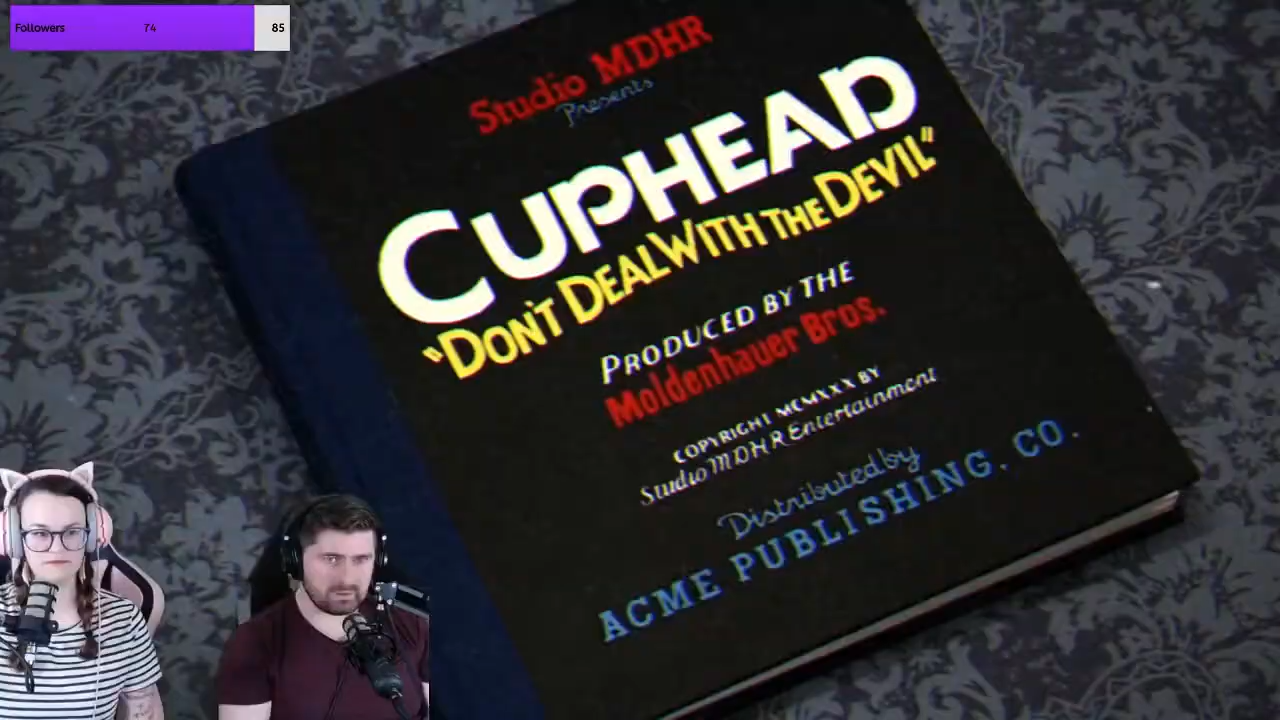 Followers 74 85
Studio MDHR
Presents
CUPHEAD
"DON'T DEAL WITH THE DEVIL"
PRODUCED BY THE
Moldenhauer Bros.
COPYRIGHT MCMXXX BY
Studio MDHR Entertainment
Distributed by
ACME PUBLISHING. CO.